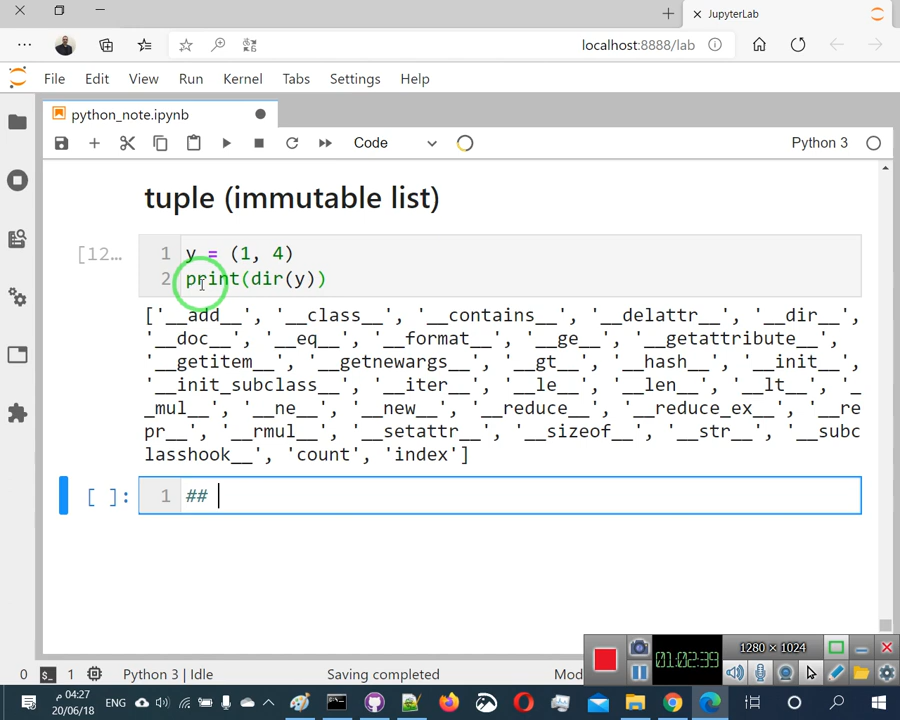 JupyterLab
localhost:8888/lab
File Edit View Run Kernel Tabs Settings Help
python_note.ipynb
Code Python 3
tuple (immutable list)
[12… 1 y = (1, 4)
2 print(dir(y))
['__add__', '__class__', '__contains__', '__delattr__', '__dir__',
'__doc__', '__eq__', '__format__', '__ge__', '__getattribute__',
'__getitem__', '__getnewargs__', '__gt__', '__hash__', '__init__',
'__init_subclass__', '__iter__', '__le__', '__len__', '__lt__', '_
_mul__', '__ne__', '__new__', '__reduce__', '__reduce_ex__', '__re
pr__', '__rmul__', '__setattr__', '__sizeof__', '__str__', '__subc
lasshook__', 'count', 'index']
[ ]: 1 ##
0 1 Python 3 | Idle Saving completed Mod
01:02:39 1280 × 1024
04:27 م ENG
20/06/18